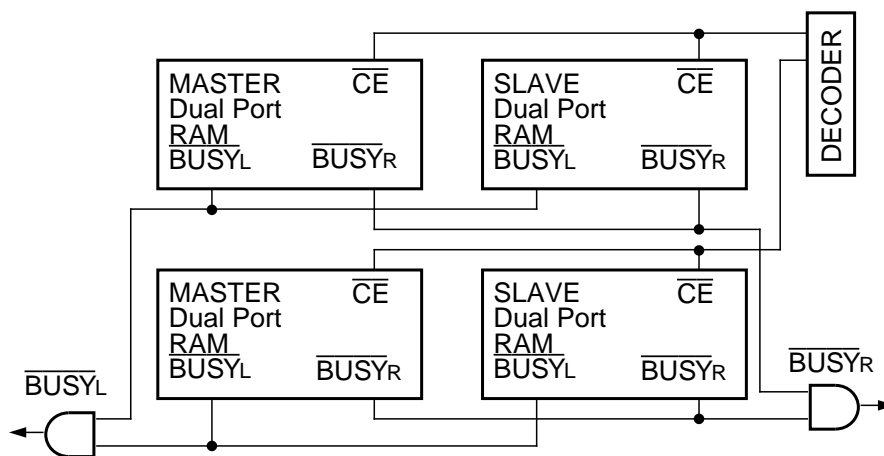 MASTER
Dual Port
RAM
BUSYL
CE
BUSYR
SLAVE
Dual Port
RAM
BUSYL
CE
BUSYR
DECODER
MASTER
Dual Port
RAM
BUSYL
CE
BUSYR
SLAVE
Dual Port
RAM
BUSYL
CE
BUSYR
BUSYL
BUSYR